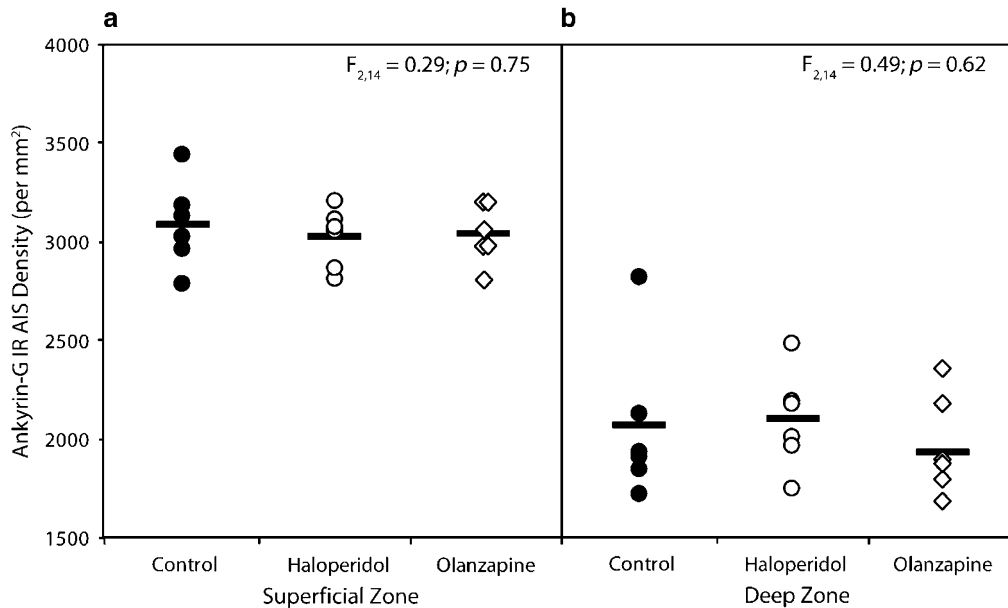 a
b
4000
3500
3000
2500
2000
1500
Ankyrin-G IR AIS Density (per mm²)
F2,14 = 0.29; p = 0.75
F2,14 = 0.49; p = 0.62
Control Haloperidol Olanzapine
Control Haloperidol Olanzapine
Superficial Zone
Deep Zone